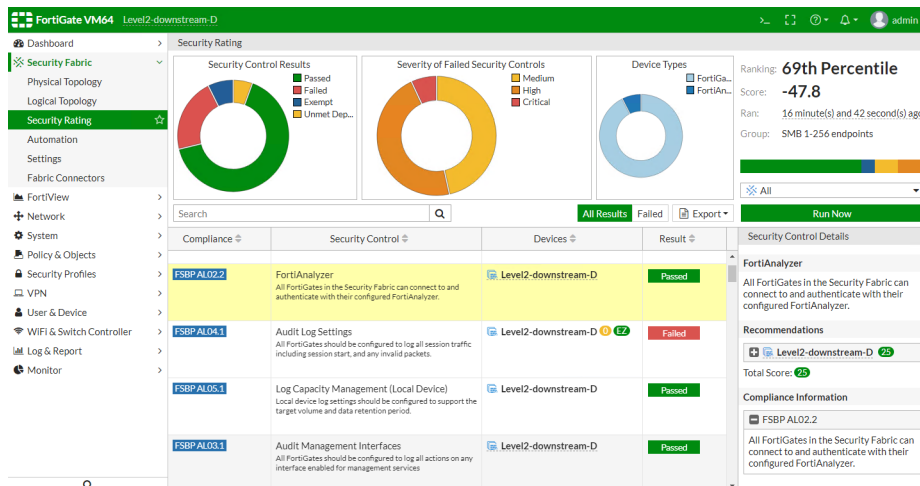 FortiGate VM64 Level2-downstream-D
>_ admin
Dashboard
Security Fabric
Physical Topology
Logical Topology
Security Rating
Automation
Settings
Fabric Connectors
FortiView
Network
System
Policy & Objects
Security Profiles
VPN
User & Device
WiFi & Switch Controller
Log & Report
Monitor
Security Rating
Security Control Results
Passed
Failed
Exempt
Unmet Dep...
Severity of Failed Security Controls
Medium
High
Critical
Device Types
FortiGa...
FortiAn...
Ranking: 69th Percentile
Score: -47.8
Ran: 16 minute(s) and 42 second(s) ago
Group: SMB 1-256 endpoints
All
Run Now
Search
All Results Failed Export
Compliance Security Control Devices Result
FSBP AL02.2 FortiAnalyzer Level2-downstream-D Passed
All FortiGates in the Security Fabric can connect to and
authenticate with their configured FortiAnalyzer.
FSBP AL04.1 Audit Log Settings Level2-downstream-D EZ Failed
All FortiGates should be configured to log all session traffic
including session start, and any invalid packets.
FSBP AL05.1 Log Capacity Management (Local Device) Level2-downstream-D Passed
Local device log settings should be configured to support the
target volume and data retention period.
FSBP AL03.1 Audit Management Interfaces Level2-downstream-D Passed
All FortiGates should be configured to log all actions on any
interface enabled for management services
Security Control Details
FortiAnalyzer
All FortiGates in the Security Fabric can
connect to and authenticate with their
configured FortiAnalyzer.
Recommendations
Level2-downstream-D 25
Total Score: 25
Compliance Information
FSBP AL02.2
All FortiGates in the Security Fabric can
connect to and authenticate with their
configured FortiAnalyzer.